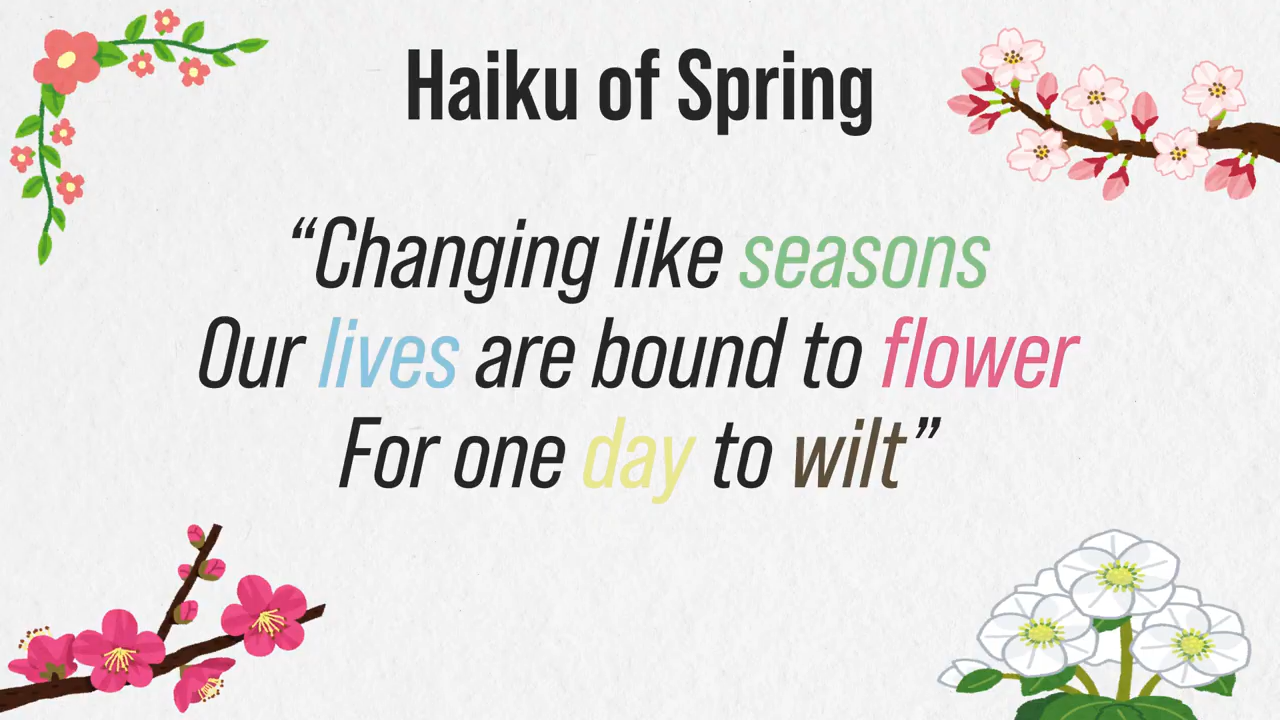 Haiku of Spring
“Changing like seasons
Our lives are bound to flower
For one day to wilt”